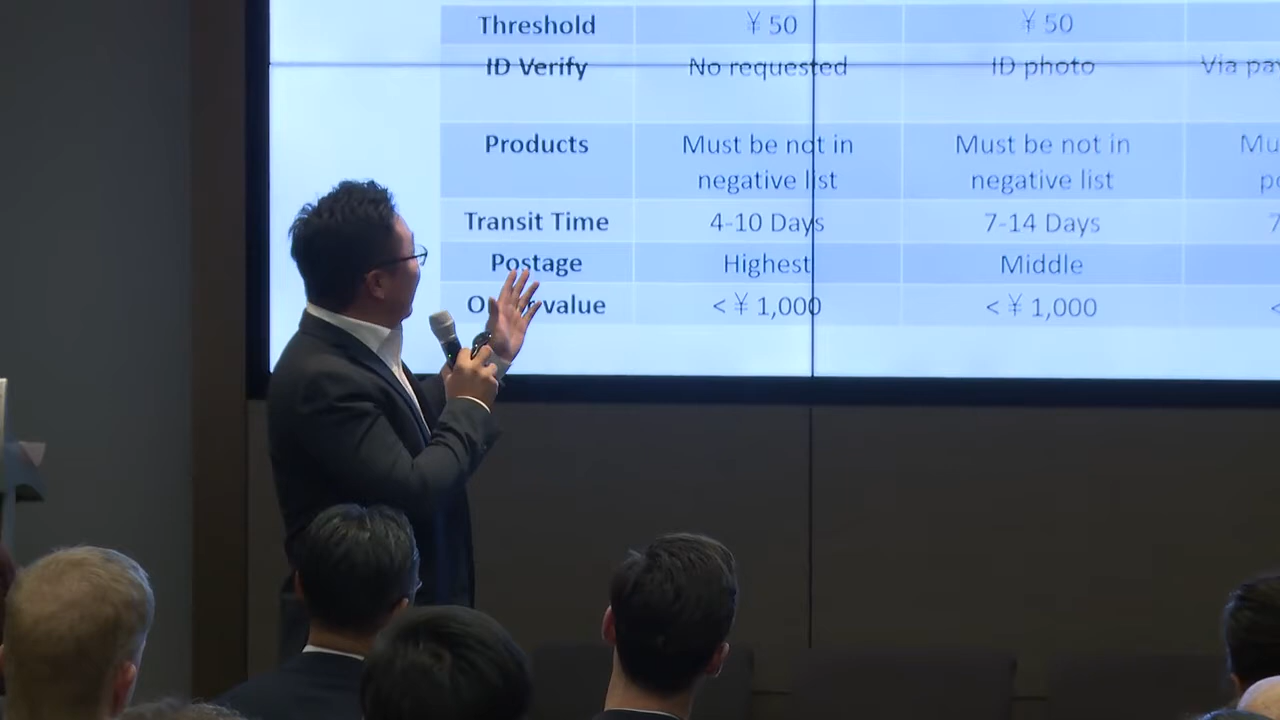 Threshold ¥ 50 ¥ 50
ID Verify No requested ID photo Via
Products Must be not in Must be not in
negative list negative list
Transit Time 4-10 Days 7-14 Days
Postage Highest Middle
value < ¥ 1,000 < ¥ 1,000 <